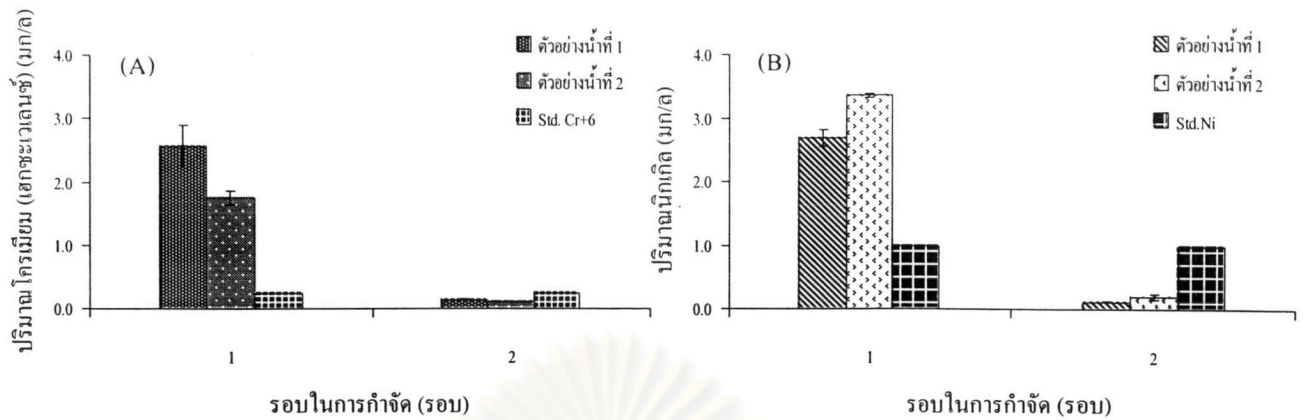 ปริมาณโครเมียม (เฮกซะวาเลนซ์) (มก/ล)
4.0
3.0
2.0
1.0
0.0
(A)
ตัวอย่างน้ำที่ 1
ตัวอย่างน้ำที่ 2
Std. Cr+6
1
2
รอบในการกำจัด (รอบ)
ปริมาณนิกเกิล (มก/ล)
4.0
3.0
2.0
1.0
0.0
(B)
ตัวอย่างน้ำที่ 1
ตัวอย่างน้ำที่ 2
Std.Ni
1
2
รอบในการกำจัด (รอบ)